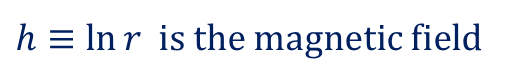 h ≡ ln r is the magnetic field